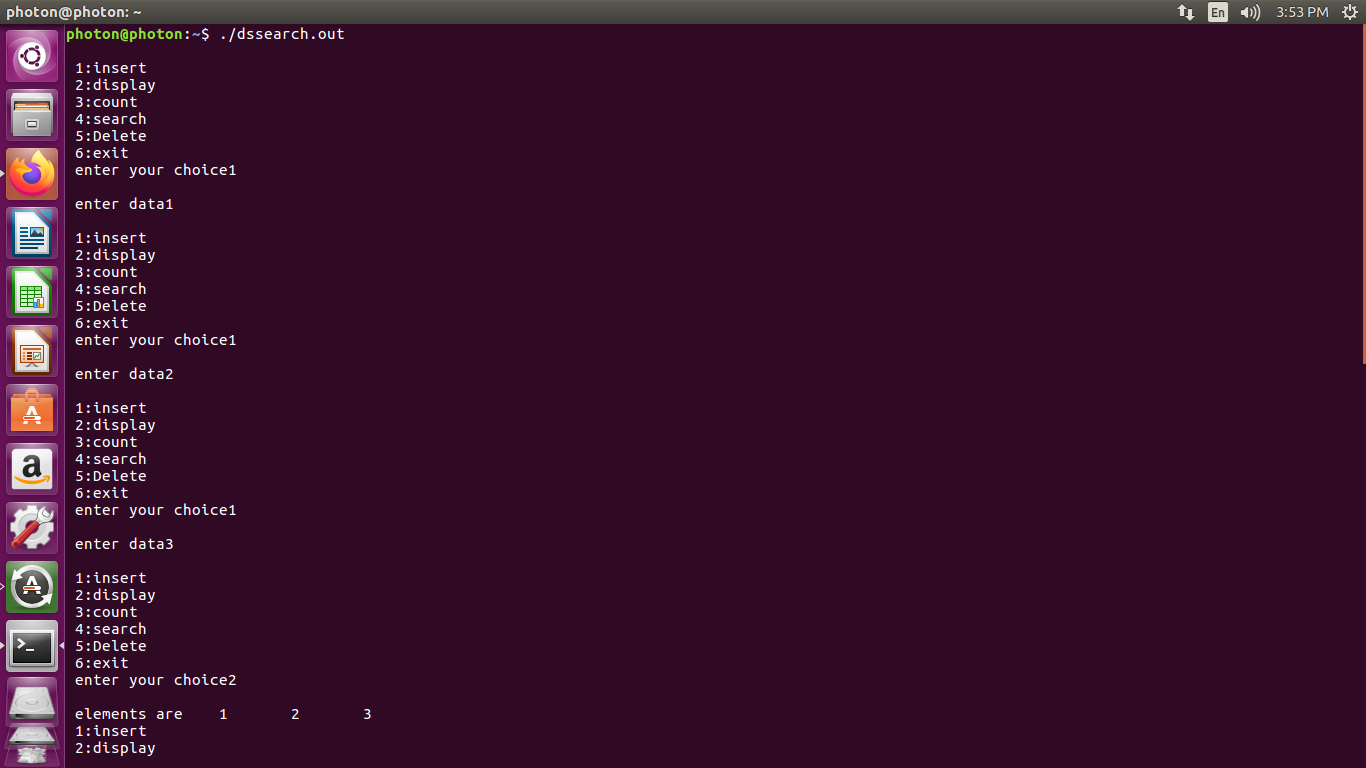 photon@photon: ~
En
3:53 PM
photon@photon:~$ ./dssearch.out
1:insert
2:display
3:count
4:search
5:Delete
6:exit
enter your choice1
enter data1
1:insert
2:display
3:count
4:search
5:Delete
6:exit
enter your choice1
enter data2
1:insert
2:display
3:count
4:search
5:Delete
6:exit
enter your choice1
enter data3
1:insert
2:display
3:count
4:search
5:Delete
6:exit
enter your choice2
elements are 1 2 3
1:insert
2:display